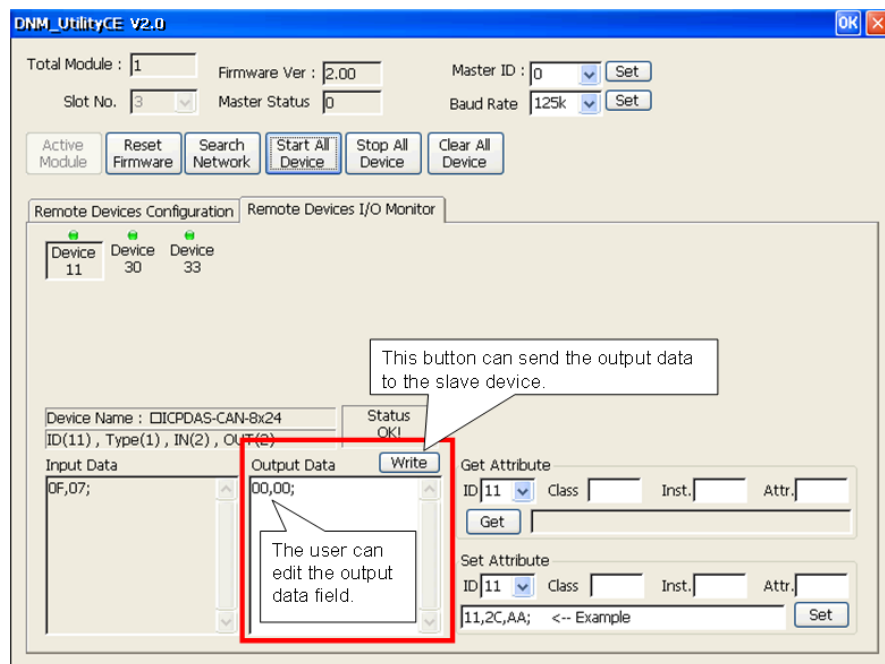 DNM_UtilityCE V2.0
OK
Total Module : 1
Firmware Ver : 2.00
Master ID : 0
Set
Slot No. 3
Master Status 0
Baud Rate 125k
Set
Active Module
Reset Firmware
Search Network
Start All Device
Stop All Device
Clear All Device
Remote Devices Configuration
Remote Devices I/O Monitor
Device 11
Device 30
Device 33
This button can send the output data
to the slave device.
Device Name : □ICPDAS-CAN-8x24
Status
OK!
ID(11) , Type(1) , IN(2) , OUT(2)
Input Data
Output Data
Write
Get Attribute
0F,07;
00,00;
ID 11 Class Inst. Attr.
Get
The user can
edit the output
data field.
Set Attribute
ID 11 Class Inst. Attr.
11,2C,AA; <-- Example
Set